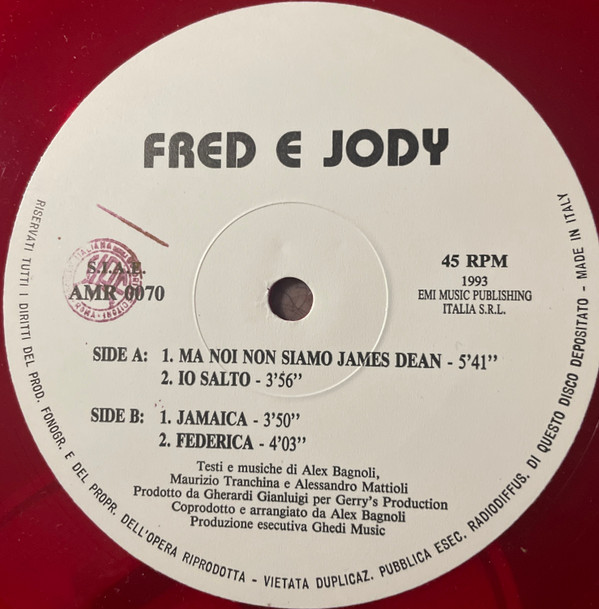 FRED E JODY
S.I.A.E.
AMR 0070
45 RPM
1993
EMI MUSIC PUBLISHING
ITALIA S.R.L.
SIDE A: 1. MA NOI NON SIAMO JAMES DEAN - 5'41"
2. IO SALTO - 3'56"
SIDE B: 1. JAMAICA - 3'50"
2. FEDERICA - 4'03"
Testi e musiche di Alex Bagnoli,
Maurizio Tranchina e Alessandro Mattioli
Prodotto da Gherardi Gianluigi per Gerry's Production
Coprodotto e arrangiato da Alex Bagnoli
Produzione esecutiva Ghedi Music
RISERVATI TUTTI I DIRITTI DEL PROD. FONOGR. E DEL PROPR. DELL'OPERA RIPRODOTTA - VIETATA DUPLICAZ. PUBBLICA ESEC. RADIODIFFUS. DI QUESTO DISCO DEPOSITATO - MADE IN ITALY